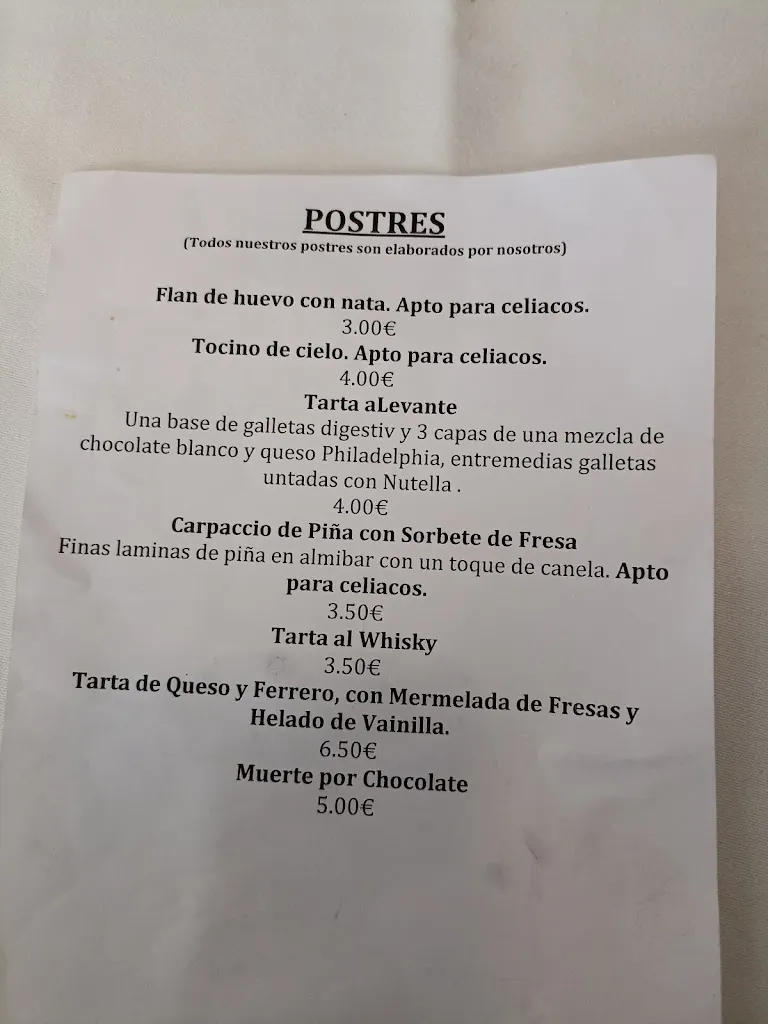 POSTRES
(Todos nuestros postres son elaborados por nosotros)
Flan de huevo con nata. Apto para celiacos.
3.00€
Tocino de cielo. Apto para celiacos.
4.00€
Tarta aLevante
Una base de galletas digestiv y 3 capas de una mezcla de
chocolate blanco y queso Philadelphia, entremedias galletas
untadas con Nutella .
4.00€
Carpaccio de Piña con Sorbete de Fresa
Finas laminas de piña en almibar con un toque de canela. Apto
para celiacos.
3.50€
Tarta al Whisky
3.50€
Tarta de Queso y Ferrero, con Mermelada de Fresas y
Helado de Vainilla.
6.50€
Muerte por Chocolate
5.00€